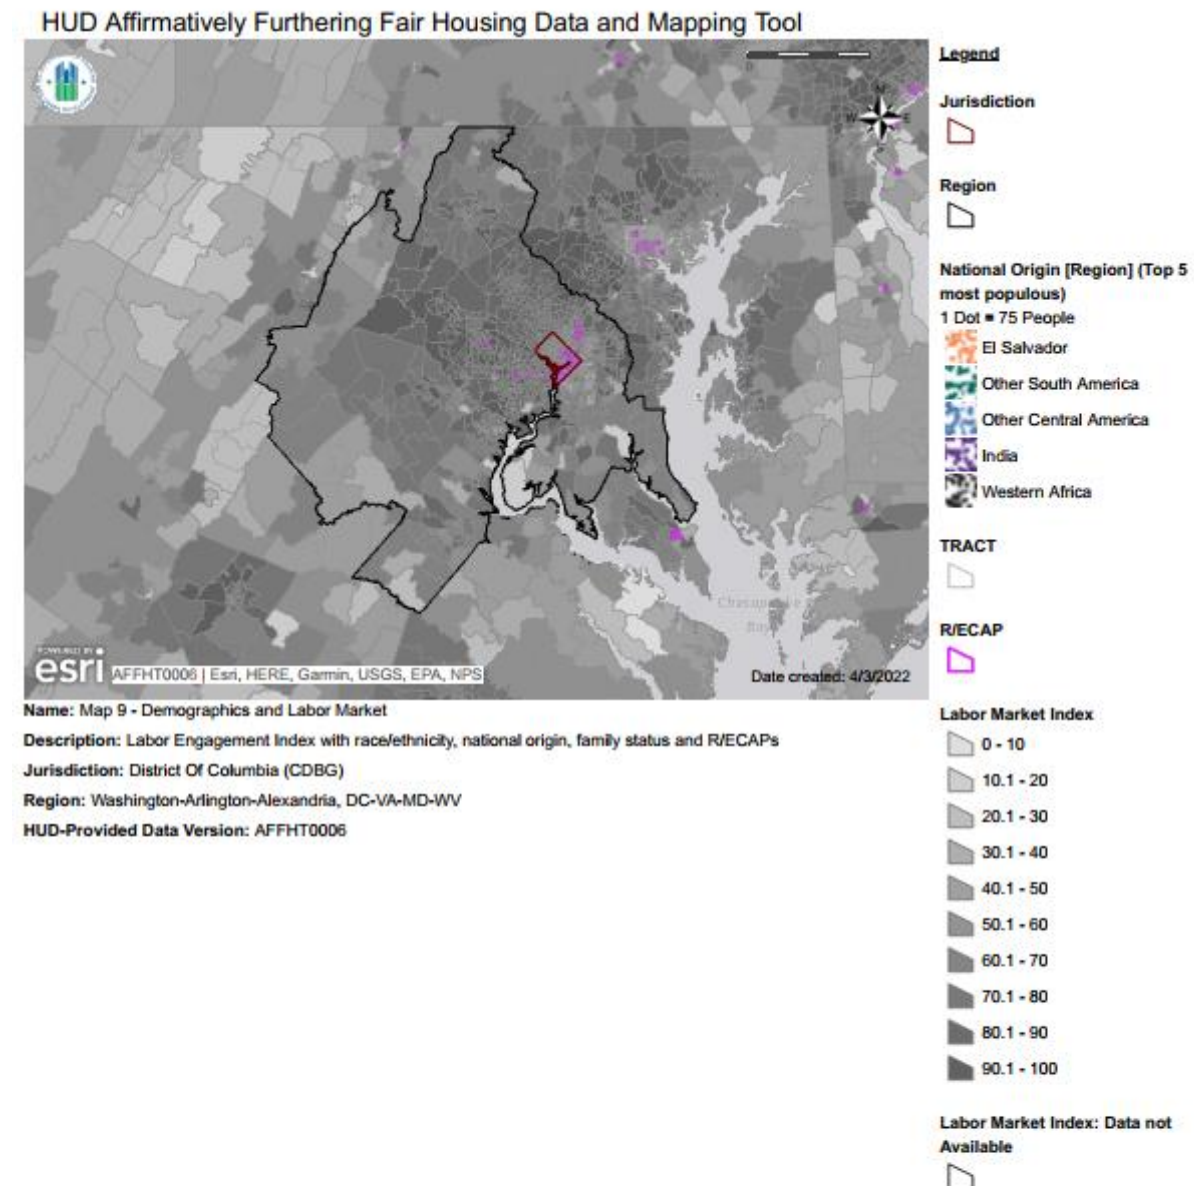 HUD Affirmatively Furthering Fair Housing Data and Mapping Tool
N
W
E
Chesapeake
Bay
POWERED BY
esri
AFFHT0006 | Esri, HERE, Garmin, USGS, EPA, NPS
Date created: 4/3/2022
Name: Map 9 - Demographics and Labor Market
Description: Labor Engagement Index with race/ethnicity, national origin, family status and R/ECAPs
Jurisdiction: District Of Columbia (CDBG)
Region: Washington-Arlington-Alexandria, DC-VA-MD-WV
HUD-Provided Data Version: AFFHT0006
Legend
Jurisdiction
Region
National Origin [Region] (Top 5
most populous)
1 Dot = 75 People
El Salvador
Other South America
Other Central America
India
Western Africa
TRACT
R/ECAP
Labor Market Index
0 - 10
10.1 - 20
20.1 - 30
30.1 - 40
40.1 - 50
50.1 - 60
60.1 - 70
70.1 - 80
80.1 - 90
90.1 - 100
Labor Market Index: Data not
Available